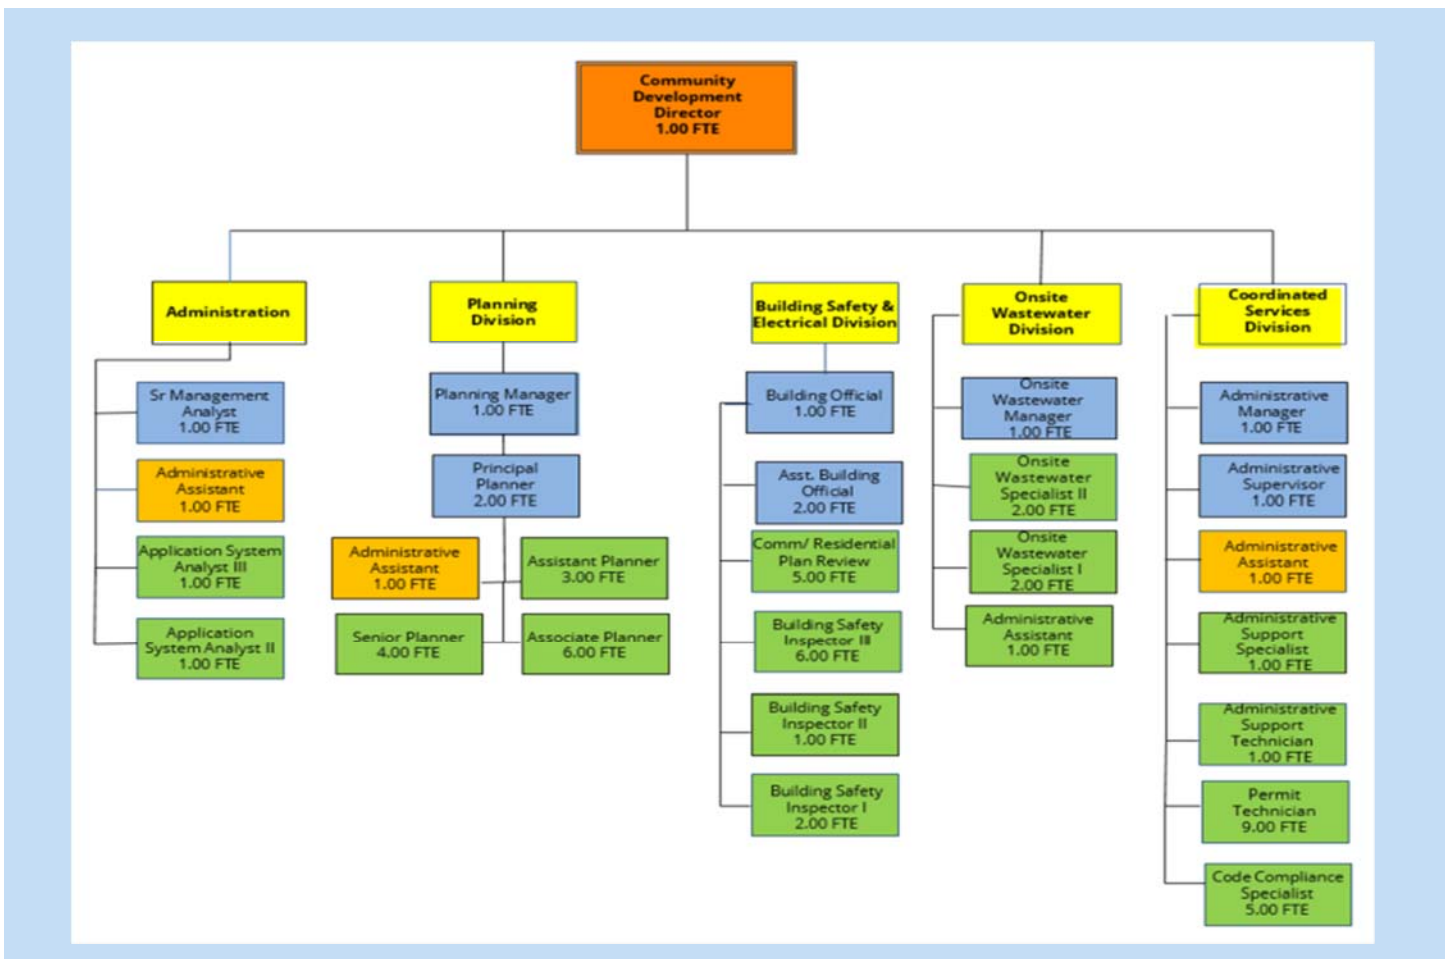 Community
Development
Director
1.00 FTE
Administration
Sr Management
Analyst
1.00 FTE
Administrative
Assistant
1.00 FTE
Application System
Analyst III
1.00 FTE
Application
System Analyst II
1.00 FTE
Planning
Division
Planning Manager
1.00 FTE
Principal
Planner
2.00 FTE
Administrative
Assistant
1.00 FTE
Assistant Planner
3.00 FTE
Senior Planner
4.00 FTE
Associate Planner
6.00 FTE
Building Safety &
Electrical Division
Building Official
1.00 FTE
Asst. Building
Official
2.00 FTE
Comm/ Residential
Plan Review
5.00 FTE
Building Safety
Inspector III
6.00 FTE
Building Safety
Inspector II
1.00 FTE
Building Safety
Inspector I
2.00 FTE
Onsite
Wastewater
Division
Onsite
Wastewater
Manager
1.00 FTE
Onsite
Wastewater
Specialist II
2.00 FTE
Onsite
Wastewater
Specialist I
2.00 FTE
Administrative
Assistant
1.00 FTE
Coordinated
Services
Division
Administrative
Manager
1.00 FTE
Administrative
Supervisor
1.00 FTE
Administrative
Assistant
1.00 FTE
Administrative
Support
Specialist
1.00 FTE
Administrative
Support
Technician
1.00 FTE
Permit
Technician
9.00 FTE
Code Compliance
Specialist
5.00 FTE